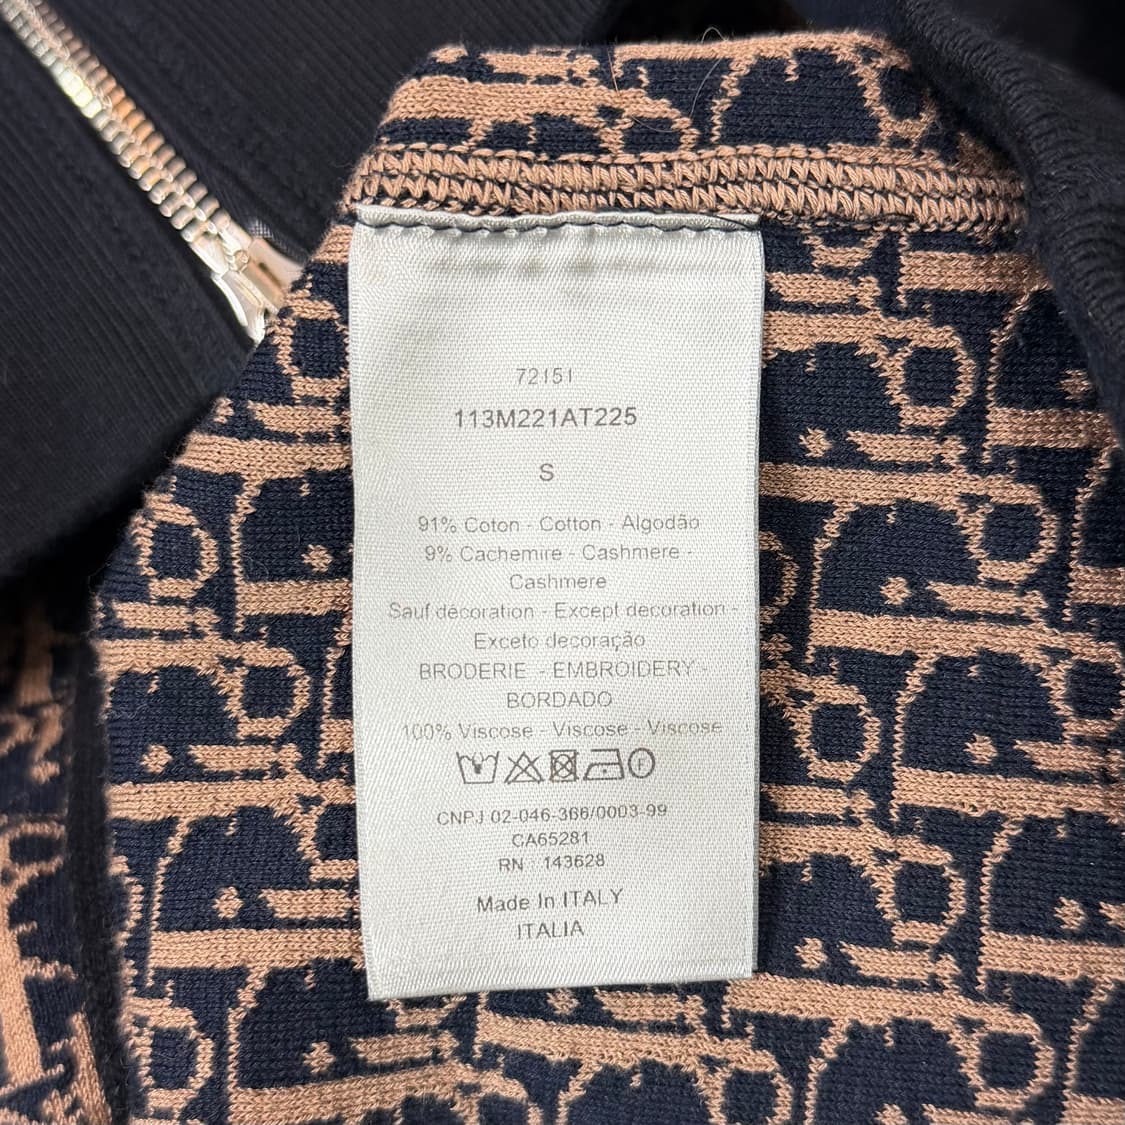 72151
113M221AT225
S
91% Coton - Cotton - Algodão
9% Cachemire - Cashmere -
Cashmere
Sauf décoration - Except decoration -
Exceto decoração
BRODERIE - EMBROIDERY -
BORDADO
100% Viscose - Viscose - Viscose
CNPJ 02-046-366/0003-99
CA65281
RN : 143628
Made In ITALY
ITALIA